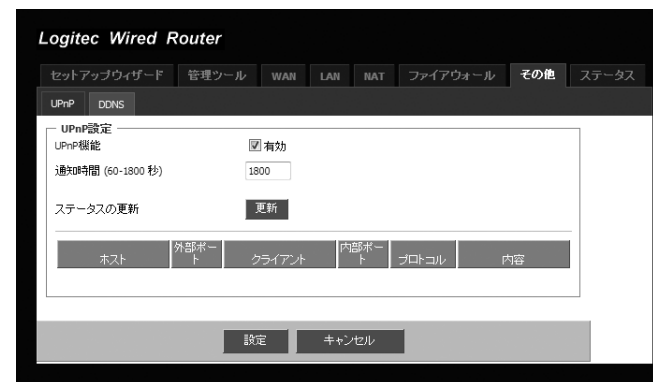 Logitec Wired Router
セットアップウィザード 管理ツール WAN LAN NAT ファイアウォール その他 ステータス
UPnP DDNS
UPnP設定
UPnP機能 有効
通知時間 (60-1800 秒) 1800
ステータスの更新 更新
ホスト 外部ポート クライアント 内部ポート プロトコル 内容
設定 キャンセル